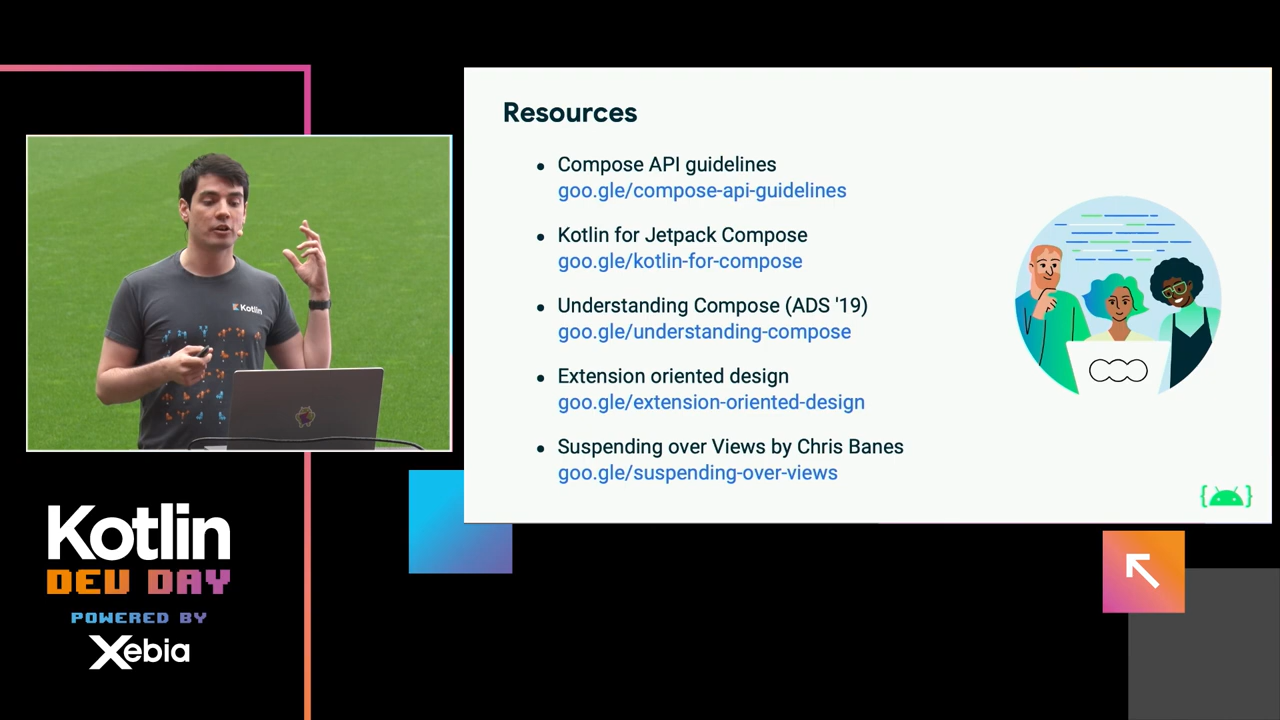 Resources
• Compose API guidelines
goo.gle/compose-api-guidelines
• Kotlin for Jetpack Compose
goo.gle/kotlin-for-compose
• Understanding Compose (ADS '19)
goo.gle/understanding-compose
• Extension oriented design
goo.gle/extension-oriented-design
• Suspending over Views by Chris Banes
goo.gle/suspending-over-views
Kotlin
Kotlin
DEV DAY
POWERED BY
Xebia